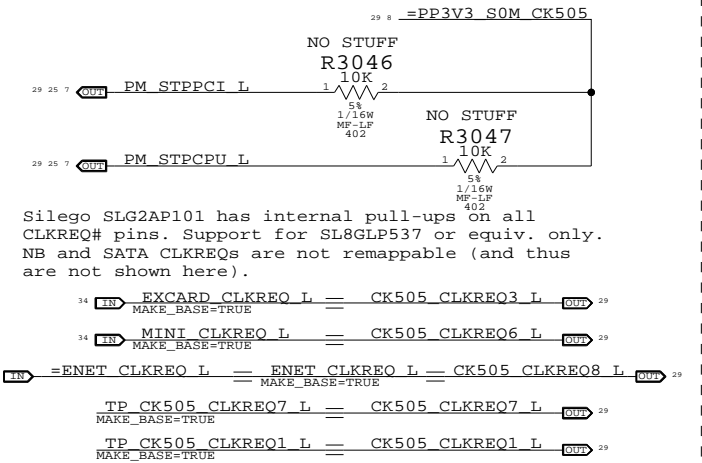 29 8 =PP3V3_S0M_CK505
NO STUFF
R3046
10K
29 25 7 OUT PM_STPPCI_L 1 2
5%
1/16W
MF-LF
402
NO STUFF
R3047
10K
29 25 7 OUT PM_STPCPU_L 1 2
5%
1/16W
MF-LF
402
Silego SLG2AP101 has internal pull-ups on all
CLKREQ# pins. Support for SL8GLP537 or equiv. only.
NB and SATA CLKREQs are not remappable (and thus
are not shown here).
34 IN EXCARD_CLKREQ_L CK505_CLKREQ3_L OUT 29
MAKE_BASE=TRUE
34 IN MINI_CLKREQ_L CK505_CLKREQ6_L OUT 29
MAKE_BASE=TRUE
IN =ENET_CLKREQ_L ENET_CLKREQ_L CK505_CLKREQ8_L OUT 29
MAKE_BASE=TRUE
TP_CK505_CLKREQ7_L CK505_CLKREQ7_L OUT 29
MAKE_BASE=TRUE
TP_CK505_CLKREQ1_L CK505_CLKREQ1_L OUT 29
MAKE_BASE=TRUE